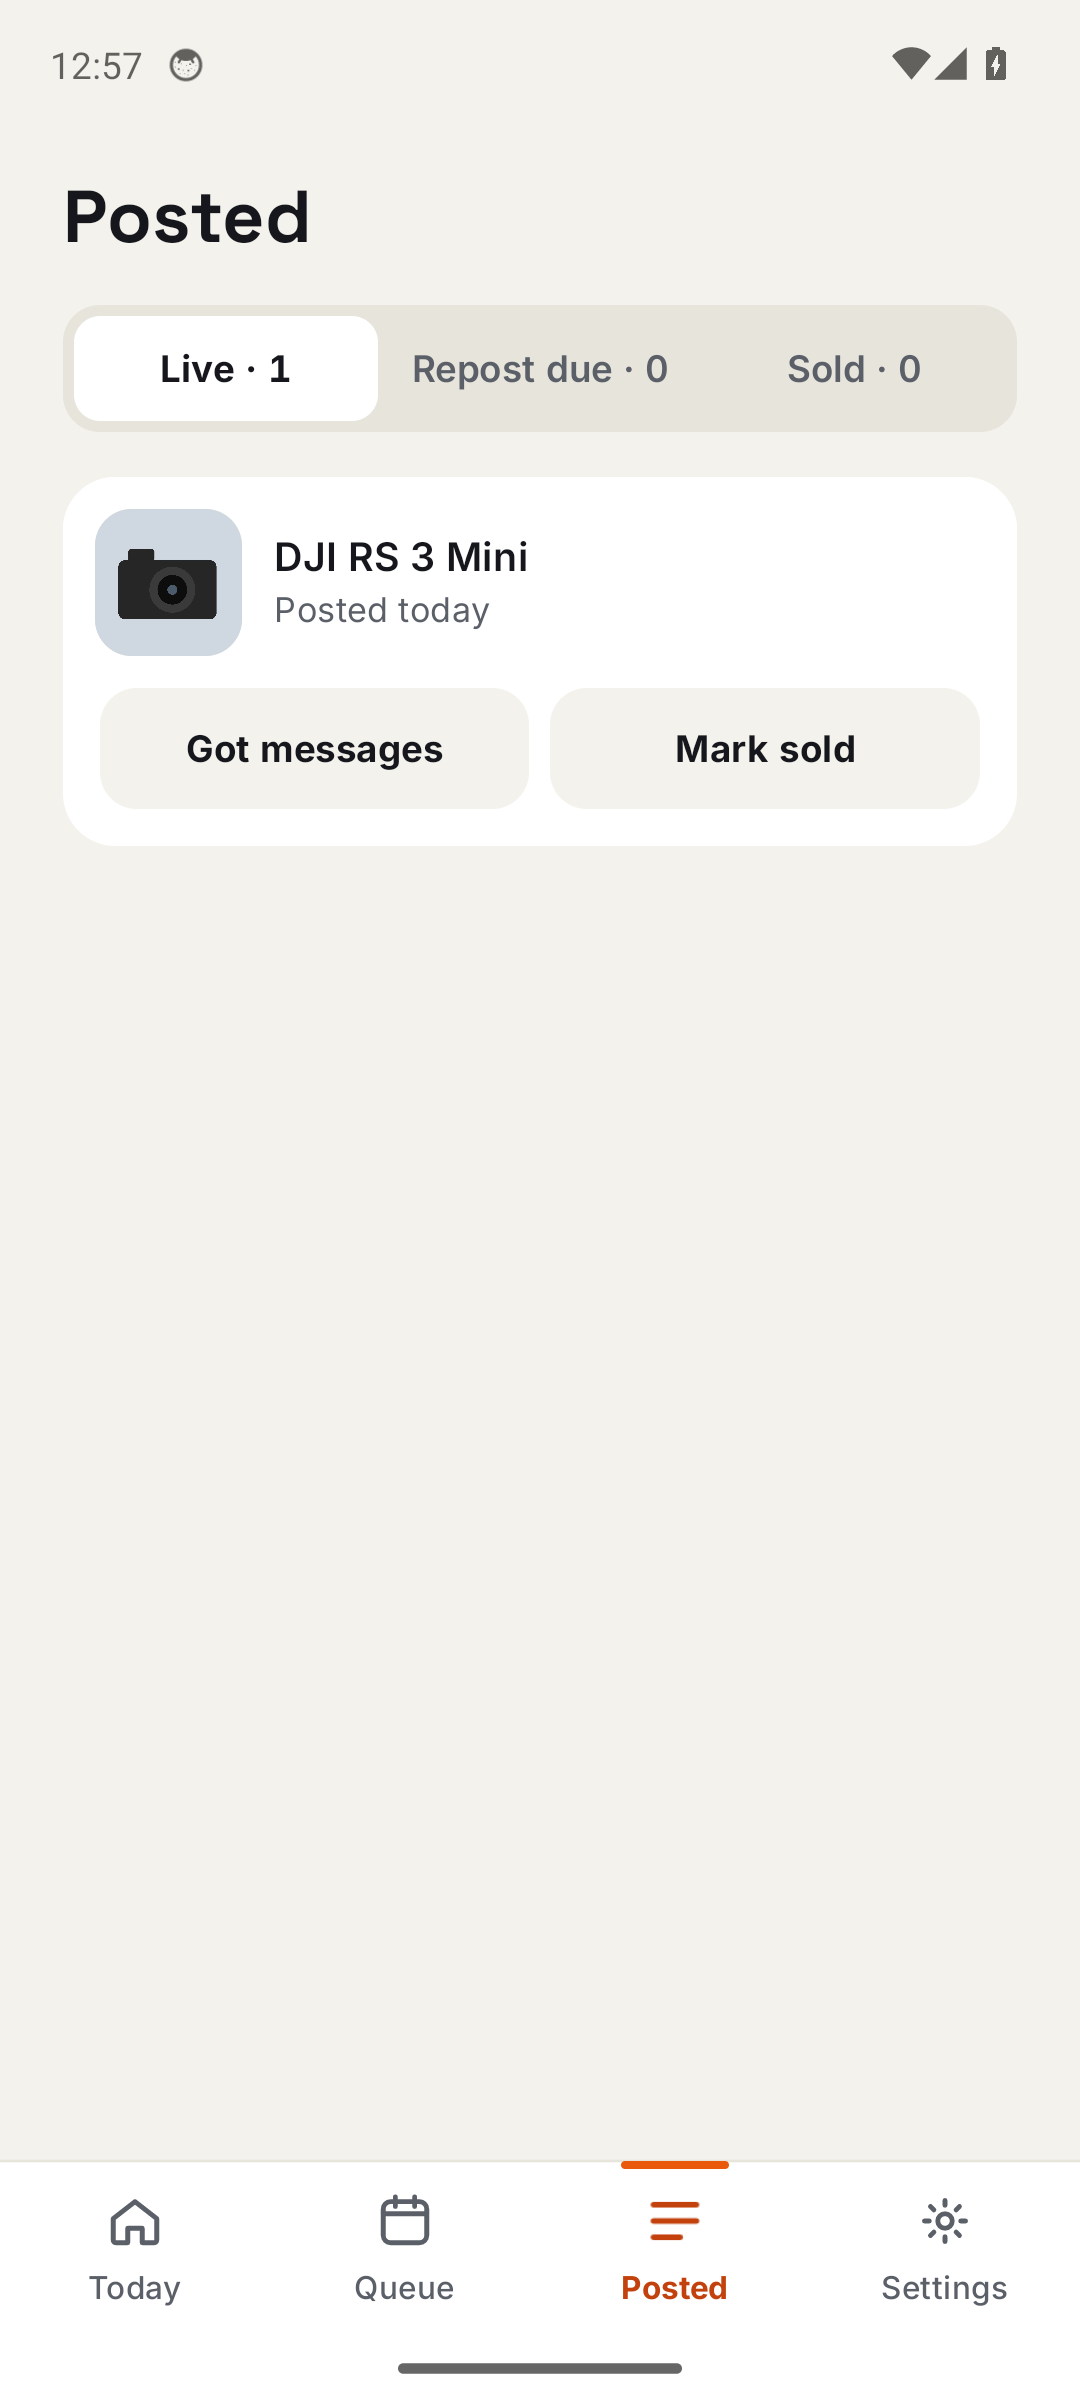 12:57
Posted
Live · 1
Repost due · 0
Sold · 0
DJI RS 3 Mini
Posted today
Got messages
Mark sold
Today
Queue
Posted
Settings